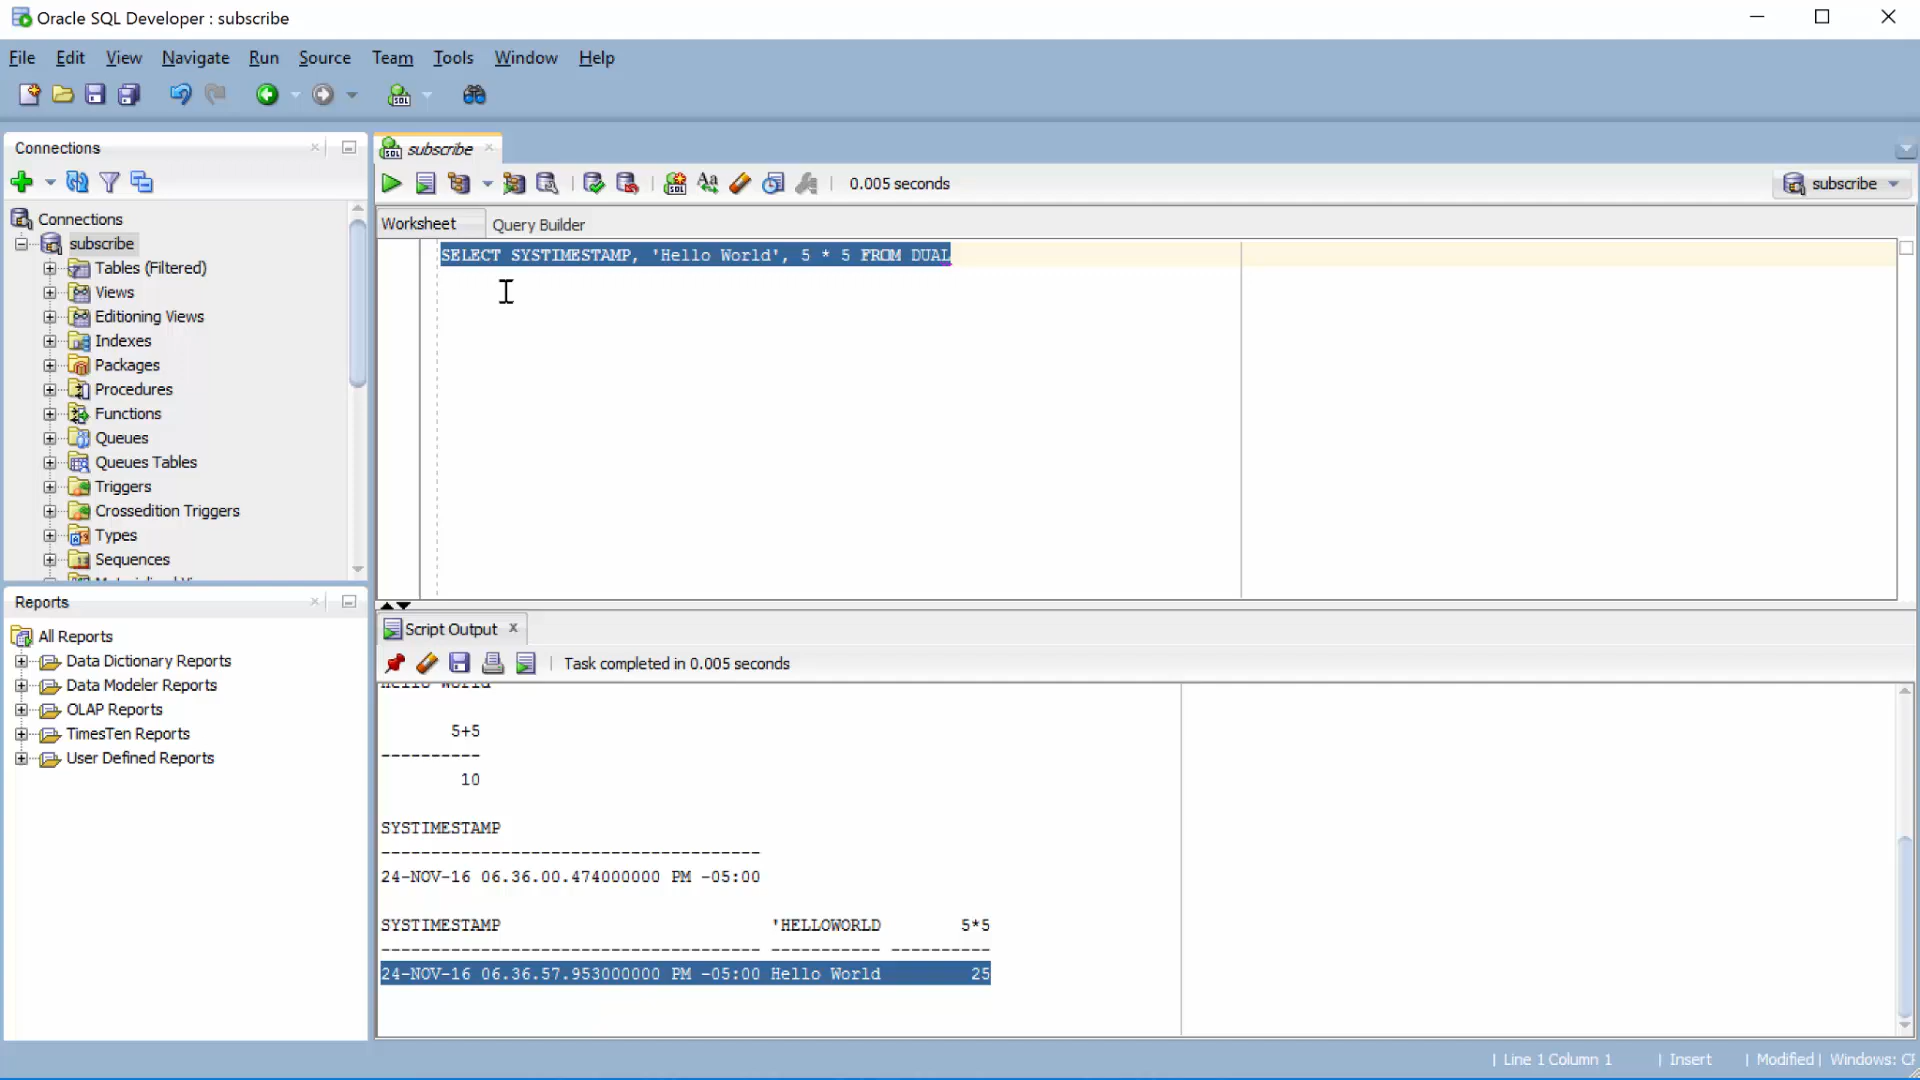 Oracle SQL Developer : subscribe
File Edit View Navigate Run Source Team Tools Window Help
Connections
subscribe
0.005 seconds
subscribe
Worksheet
Query Builder
Connections
subscribe
Tables (Filtered)
Views
Editioning Views
Indexes
Packages
Procedures
Functions
Queues
Queues Tables
Triggers
Crossedition Triggers
Types
Sequences
SELECT SYSTIMESTAMP, 'Hello World', 5 * 5 FROM DUAL
Reports
All Reports
Data Dictionary Reports
Data Modeler Reports
OLAP Reports
TimesTen Reports
User Defined Reports
Script Output
Task completed in 0.005 seconds
Hello World
5+5
----------
10
SYSTIMESTAMP
--------------------------------------
24-NOV-16 06.36.00.474000000 PM -05:00
SYSTIMESTAMP 'HELLOWORLD 5*5
-------------------------------------- ----------- ----------
24-NOV-16 06.36.57.953000000 PM -05:00 Hello World 25
| Line 1 Column 1 | Insert | Modified | Windows: